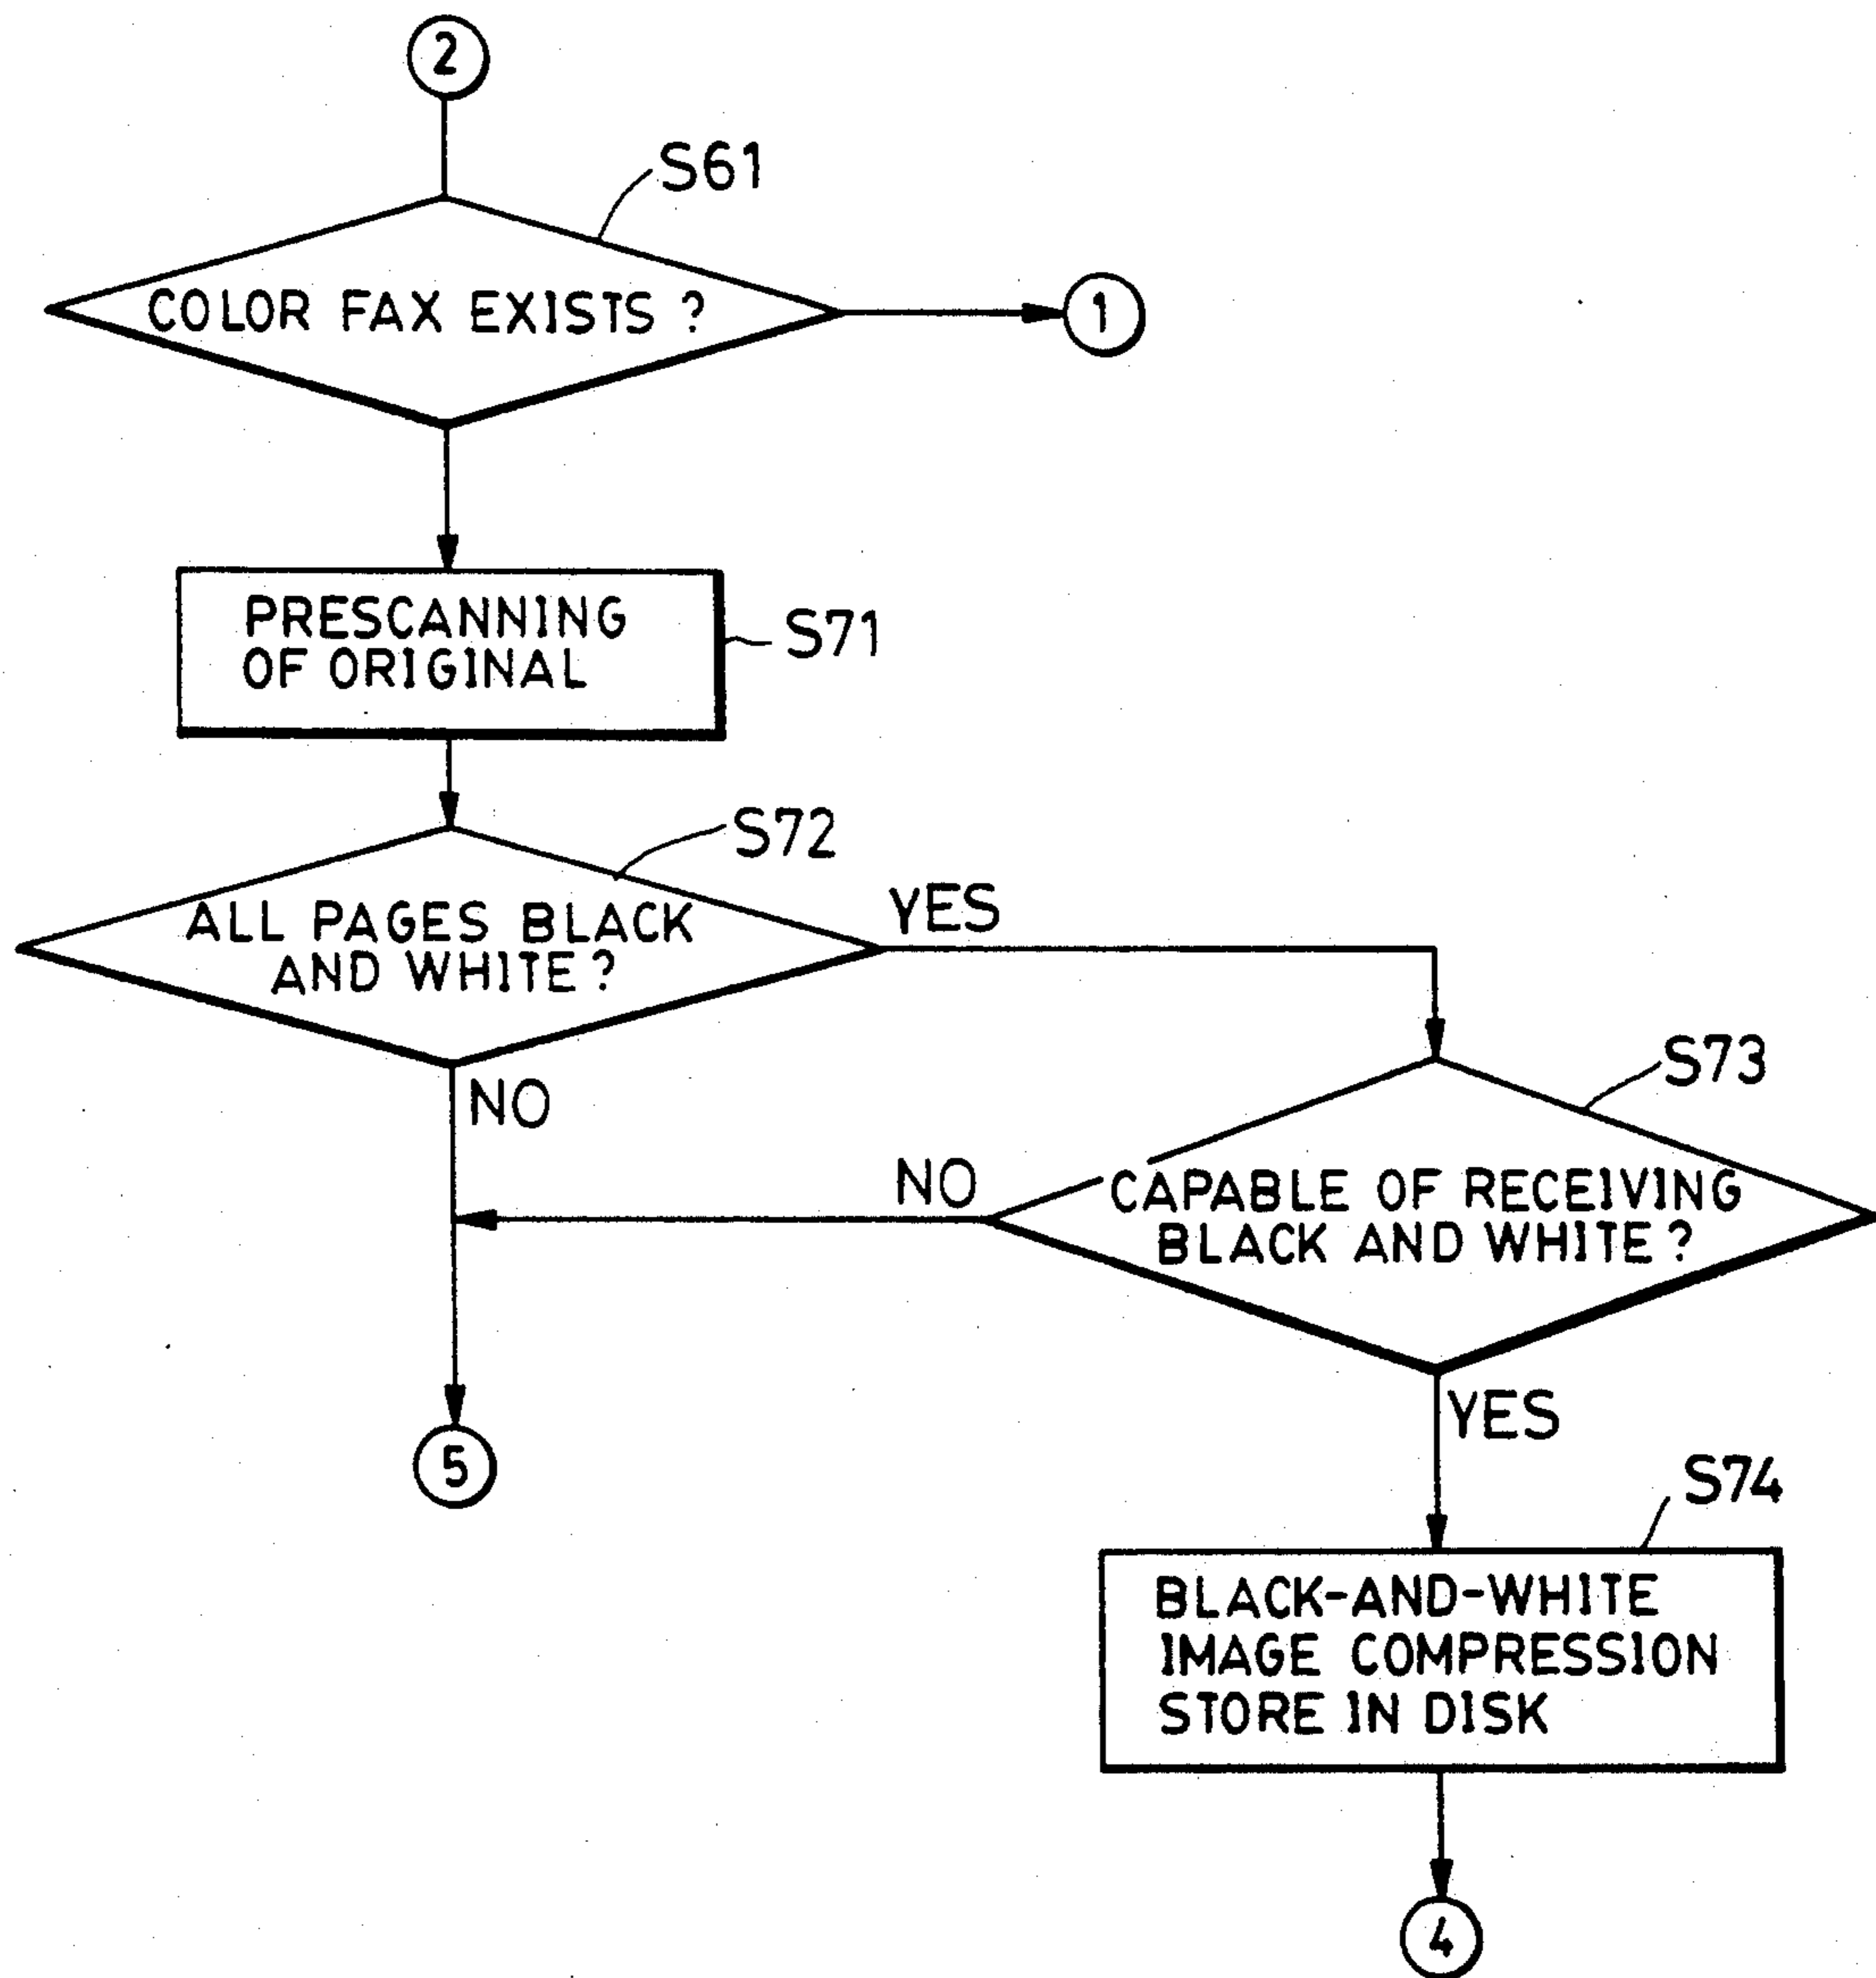 2
S61
COLOR FAX EXISTS ?
1
PRESCANNING
OF ORIGINAL
S71
S72
ALL PAGES BLACK
AND WHITE ?
YES
NO
S73
NO
CAPABLE OF RECEIVING
BLACK AND WHITE ?
YES
5
S74
BLACK-AND-WHITE
IMAGE COMPRESSION
STORE IN DISK
4